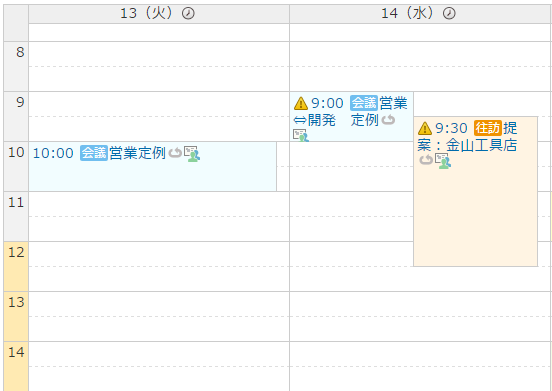 13（火）
14（水）
8
9
9:00 会議営業
⇔開発　定例
9:30 往訪提
案：金山工具店
10
10:00 会議営業定例
11
12
13
14